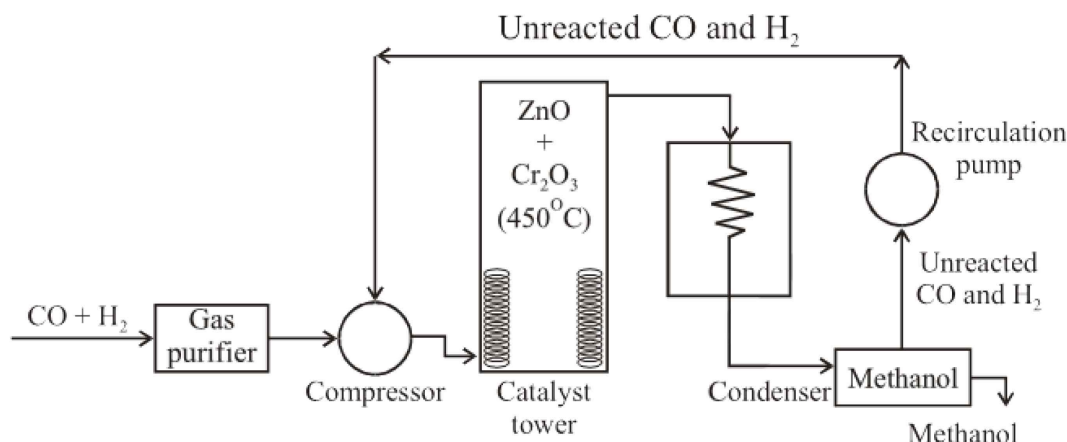 Unreacted CO and H₂
ZnO
+
Cr₂O₃
(450°C)
Recirculation
pump
Unreacted
CO and H₂
CO + H₂
Gas
purifier
Compressor
Catalyst
tower
Condenser
Methanol
Methanol